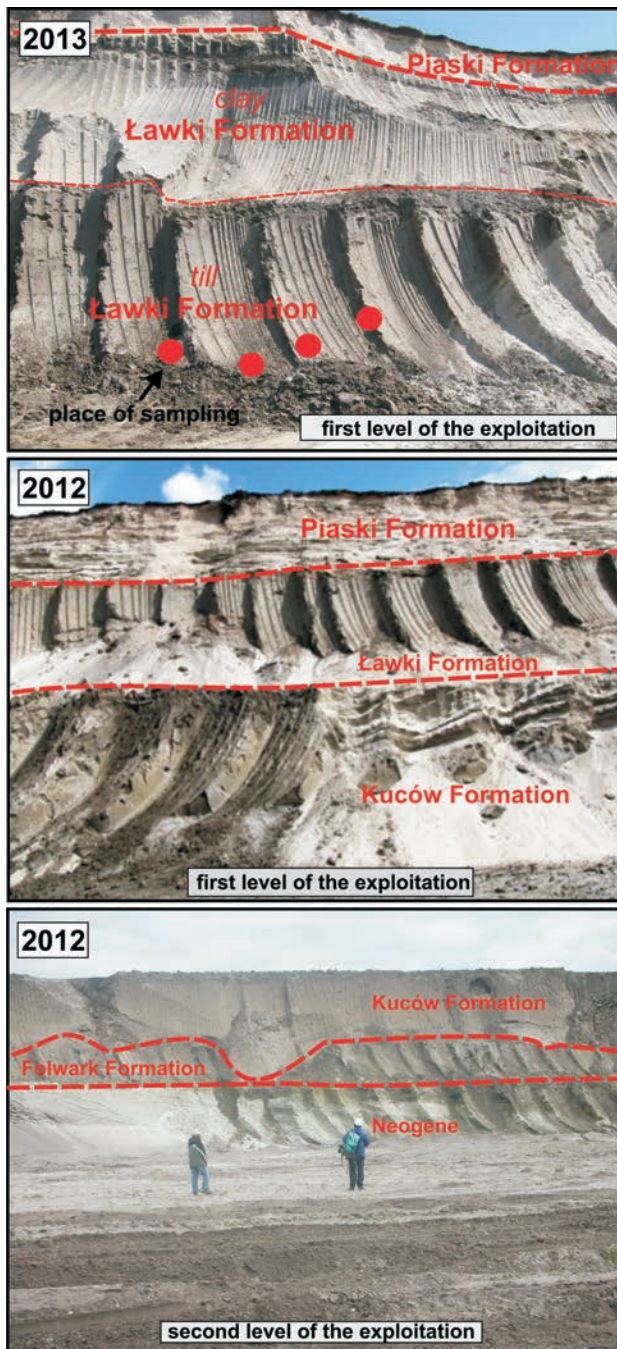 2013
Piaski Formation
clay
Ławki Formation
till
Ławki Formation
place of sampling
first level of the exploitation
2012
Piaski Formation
Ławki Formation
Kuców Formation
first level of the exploitation
2012
Kuców Formation
Folwark Formation
Neogene
second level of the exploitation